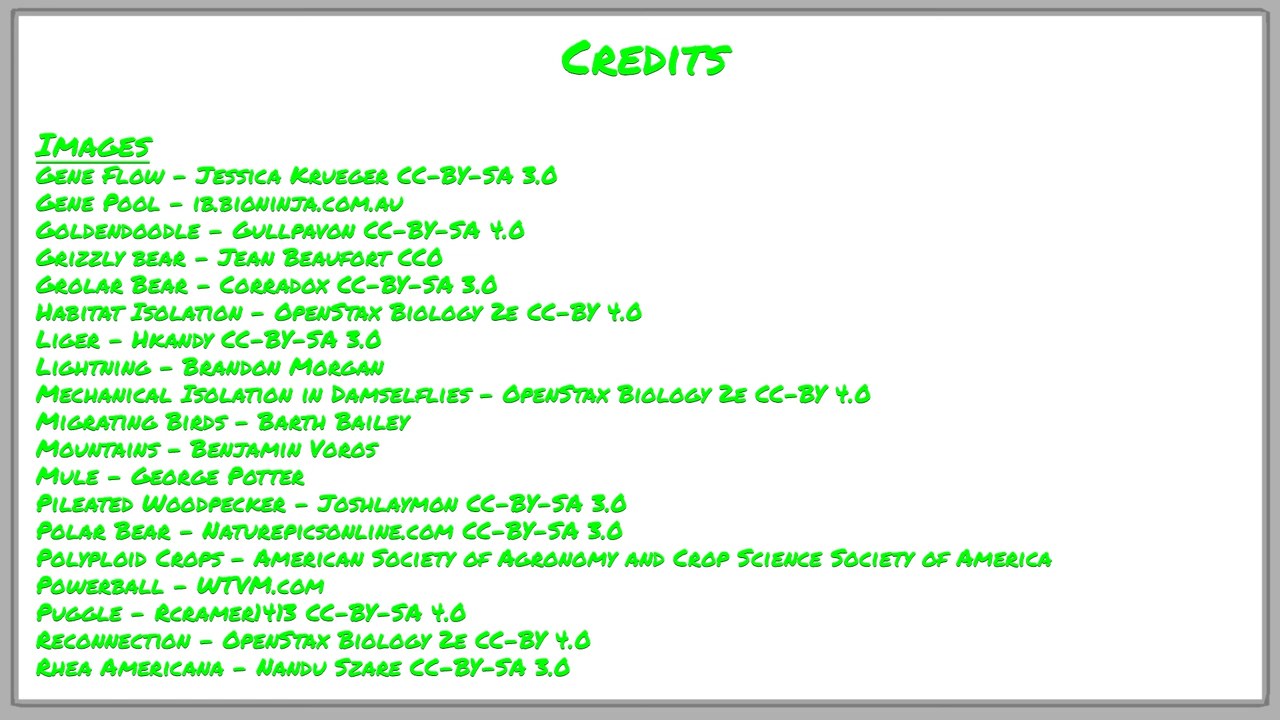 Credits
Images
Gene Flow - Jessica Krueger CC-BY-SA 3.0
Gene Pool - ib.bioninja.com.au
Goldendoodle - Gullpavon CC-BY-SA 4.0
Grizzly bear - Jean Beaufort CC0
Grolar Bear - Corradox CC-BY-SA 3.0
Habitat Isolation - OpenStax Biology 2e CC-BY 4.0
Liger - Hkandy CC-BY-SA 3.0
Lightning - Brandon Morgan
Mechanical Isolation in Damselflies - OpenStax Biology 2e CC-BY 4.0
Migrating Birds - Barth Bailey
Mountains - Benjamin Voros
Mule - George Potter
Pileated Woodpecker - Joshlaymon CC-BY-SA 3.0
Polar Bear - Naturepicsonline.com CC-BY-SA 3.0
Polyploid Crops - American Society of Agronomy and Crop Science Society of America
Powerball - WTVM.com
Puggle - Rcramer1413 CC-BY-SA 4.0
Reconnection - OpenStax Biology 2e CC-BY 4.0
Rhea Americana - Nandu Szare CC-BY-SA 3.0